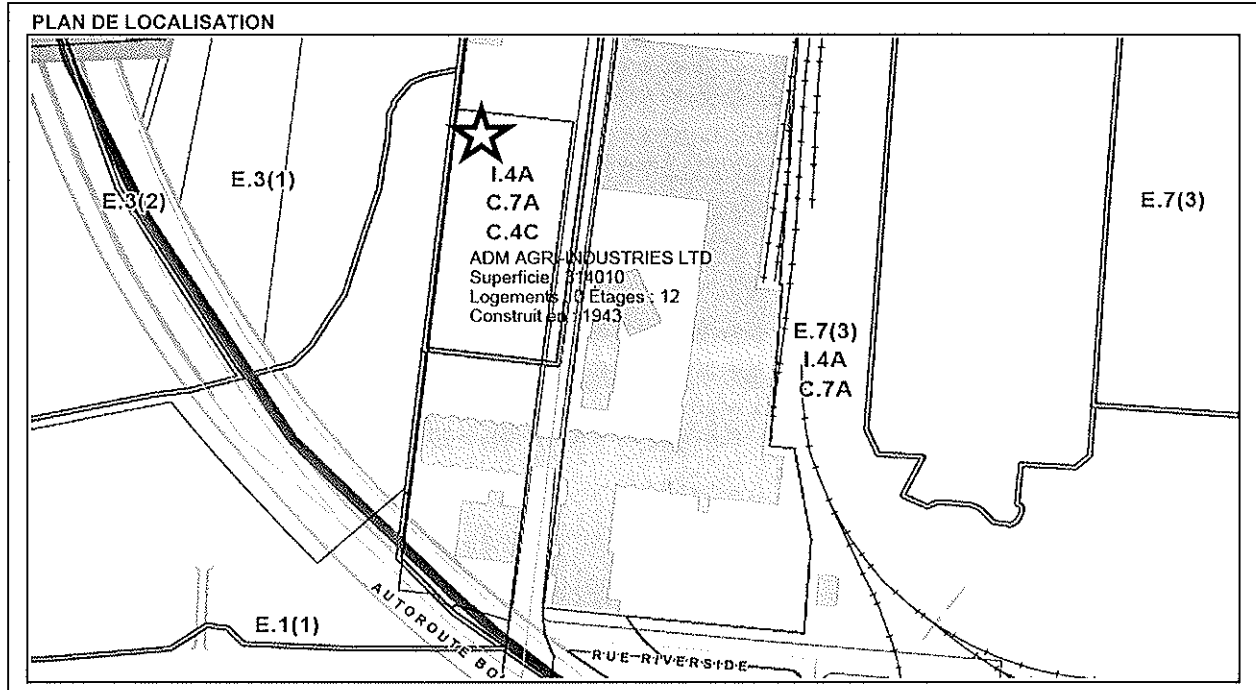 PLAN DE LOCALISATION
E.3(2)
E.3(1)
I.4A
C.7A
C.4C
ADM AGRI-INDUSTRIES LTD
Superficie : 314010
Logements : 0 Étages : 12
Construit en : 1943
E.7(3)
E.7(3)
I.4A
C.7A
E.1(1)
AUTOROUTE BO
RUE RIVERSIDE